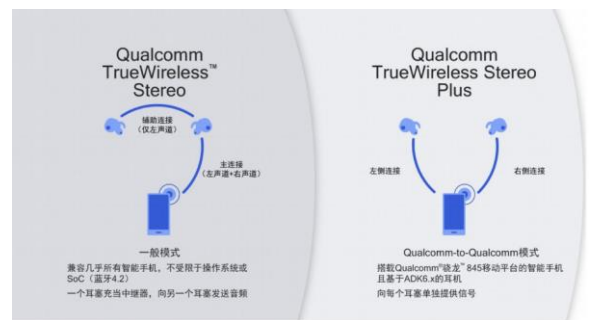 Qualcomm
TrueWireless™
Stereo
辅助连接
（仅左声道）
主连接
（左声道+右声道）
一般模式
兼容几乎所有智能手机，不受限于操作系统或
SoC（蓝牙4.2）
一个耳塞充当中继器，向另一个耳塞发送音频
Qualcomm
TrueWireless Stereo
Plus
左侧连接
右侧连接
Qualcomm-to-Qualcomm模式
搭载Qualcomm®骁龙™ 845移动平台的智能手机
且基于ADK6.x的耳机
向每个耳塞单独提供信号